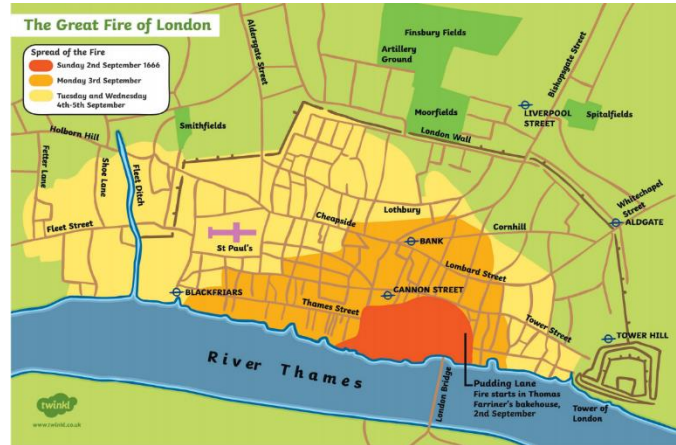 The Great Fire of London
Spread of the Fire
Sunday 2nd September 1666
Monday 3rd September
Tuesday and Wednesday
4th-5th September
Aldersgate Street
Finsbury Fields
Artillery
Ground
Bishopsgate Street
Moorfields
LIVERPOOL
STREET
Spitalfields
Smithfields
London Wall
Holborn Hill
Fetter Lane
Shoe Lane
Fleet Ditch
Whitechapel
Street
ALDGATE
Fleet Street
St Paul's
Cheapside
Lothbury
Cornhill
BANK
Lombard Street
BLACKFRIARS
CANNON STREET
Thames Street
Tower Street
TOWER HILL
River Thames
London Bridge
Pudding Lane
Fire starts in Thomas
Farriner's bakehouse,
2nd September
Tower of
London
twinkl
www.twinkl.co.uk